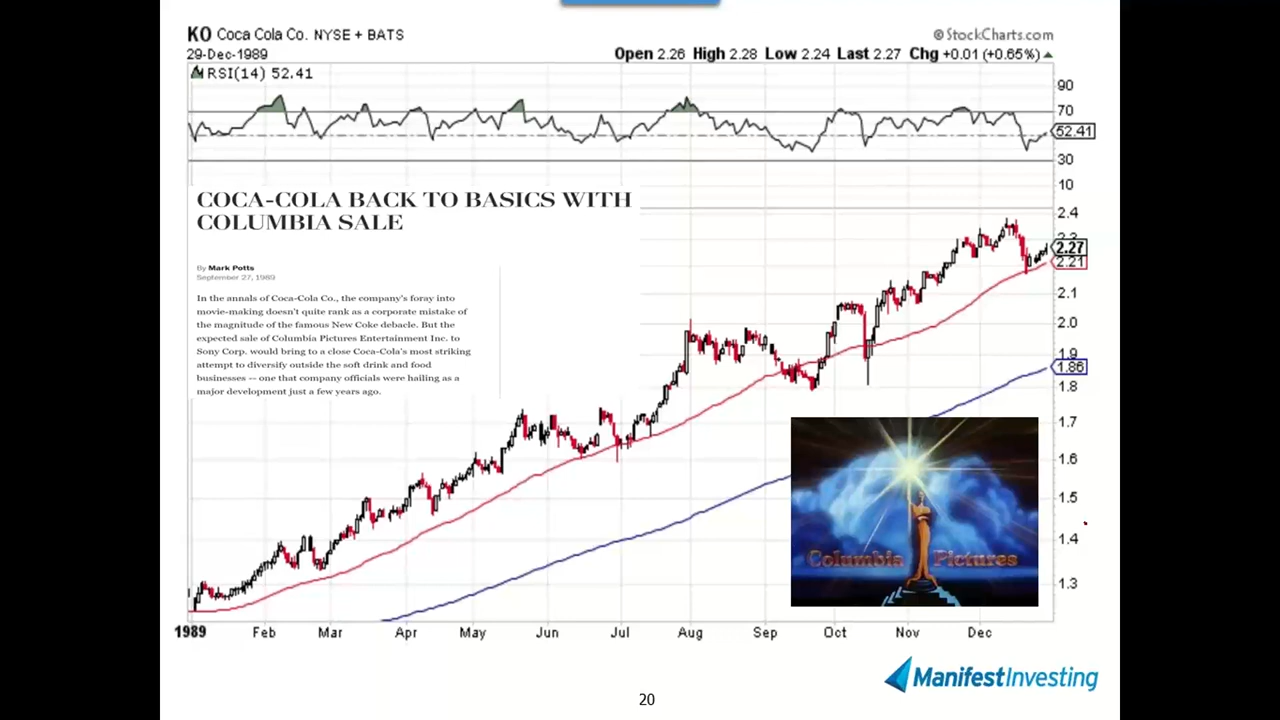 KO Coca Cola Co. NYSE + BATS
© StockCharts.com
29-Dec-1989
Open 2.26 High 2.28 Low 2.24 Last 2.27 Chg +0.01 (+0.65%)
RSI(14) 52.41
90
70
52.41
30
10
COCA-COLA BACK TO BASICS WITH
COLUMBIA SALE
By Mark Potts
September 27, 1989
In the annals of Coca-Cola Co., the company's foray into
movie-making doesn't quite rank as a corporate mistake of
the magnitude of the famous New Coke debacle. But the
expected sale of Columbia Pictures Entertainment Inc. to
Sony Corp. would bring to a close Coca-Cola's most striking
attempt to diversify outside the soft drink and food
businesses -- one that company officials were hailing as a
major development just a few years ago.
2.4
2.3
2.27
2.21
2.1
2.0
1.9
1.86
1.8
1.7
1.6
1.5
1.4
1.3
Columbia Pictures
1989 Feb Mar Apr May Jun Jul Aug Sep Oct Nov Dec
ManifestInvesting
20